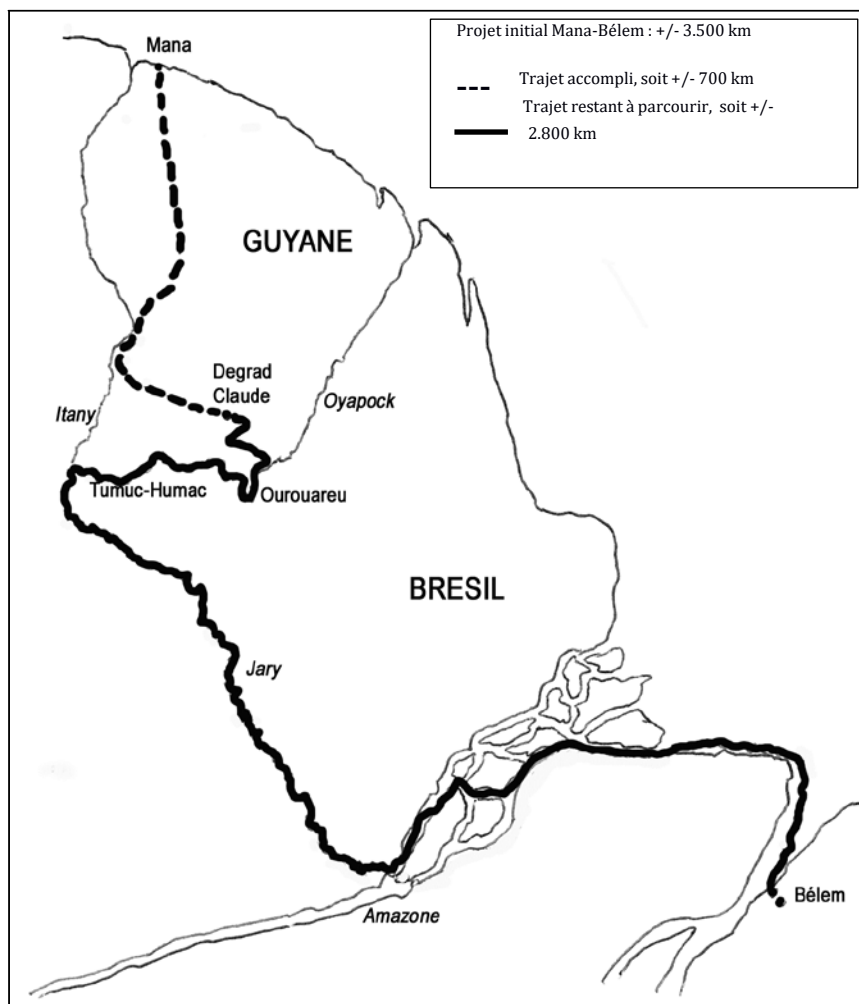 Projet initial Mana-Bélem : +/- 3.500 km
Trajet accompli, soit +/- 700 km
Trajet restant à parcourir, soit +/-
2.800 km
Mana
GUYANE
Degrad
Claude
Oyapock
Itany
Tumuc-Humac
Ourouareu
BRESIL
Jary
Bélem
Amazone